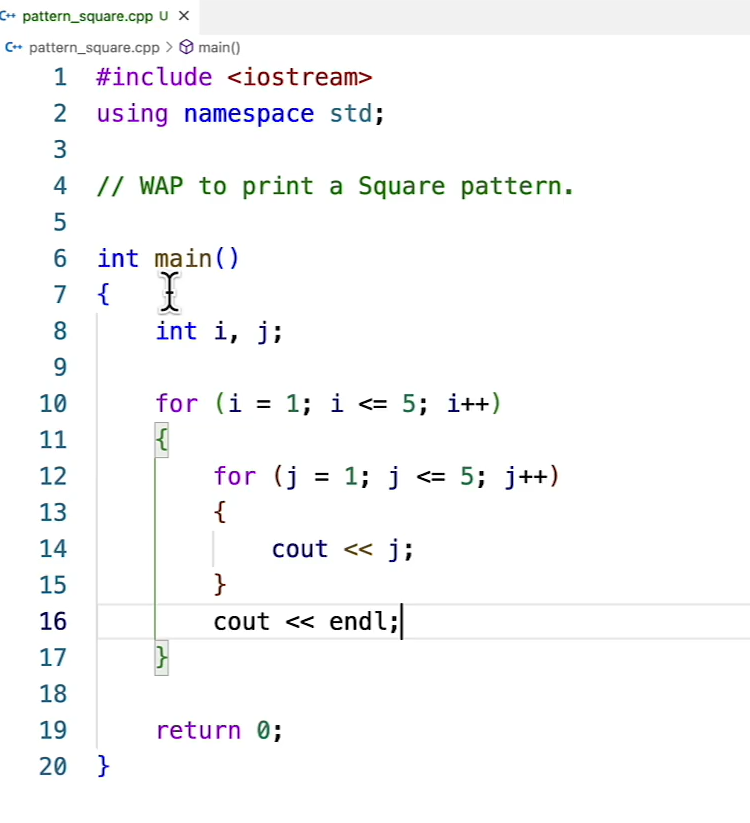 C++ pattern_square.cpp U ×
C++ pattern_square.cpp > main()
1 #include <iostream>
2 using namespace std;
3
4 // WAP to print a Square pattern.
5
6 int main()
7 {
8 int i, j;
9
10 for (i = 1; i <= 5; i++)
11 {
12 for (j = 1; j <= 5; j++)
13 {
14 cout << j;
15 }
16 cout << endl;
17 }
18
19 return 0;
20 }